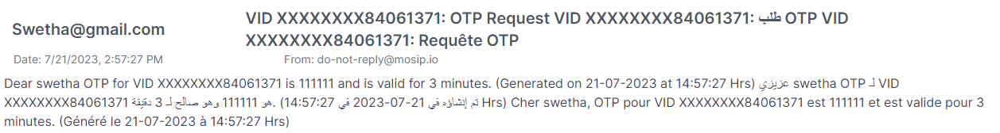 Swetha@gmail.com
VID XXXXXXXX84061371: OTP Request VID XXXXXXXX84061371: طلب OTP VID
XXXXXXXX84061371: Requête OTP
Date: 7/21/2023, 2:57:27 PM
From: do-not-reply@mosip.io
Dear swetha OTP for VID XXXXXXXX84061371 is 111111 and is valid for 3 minutes. (Generated on 21-07-2023 at 14:57:27 Hrs) عزيزي swetha OTP لـ VID
XXXXXXXX84061371 هو 111111 وهو صالح لـ 3 دقيقة. (تم إنشاؤه في 21-07-2023 في 14:57:27 Hrs) Cher swetha, OTP pour VID XXXXXXXX84061371 est 111111 et est valide pour 3
minutes. (Généré le 21-07-2023 à 14:57:27 Hrs)